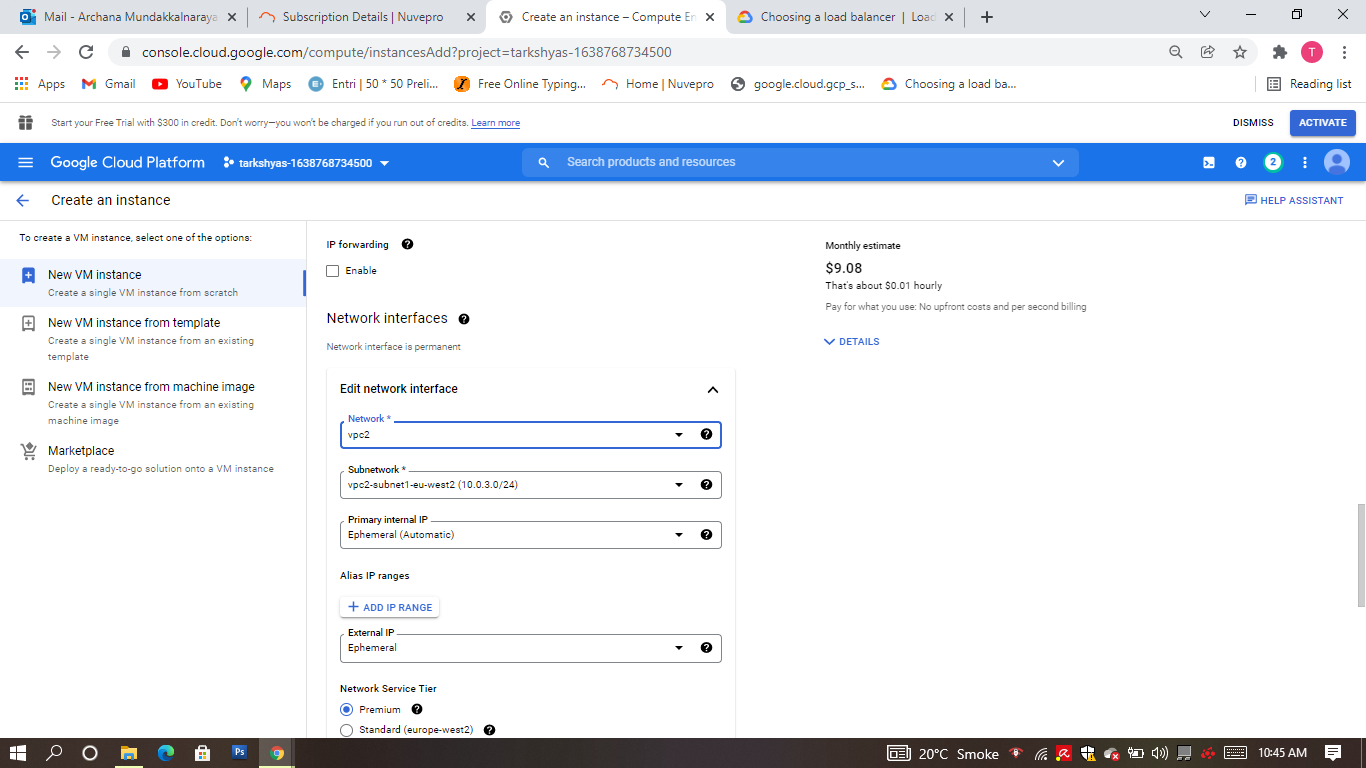 Mail - Archana Mundakkalnaraya
Subscription Details | Nuvepro
Create an instance – Compute En
Choosing a load balancer | Load
console.cloud.google.com/compute/instancesAdd?project=tarkshyas-1638768734500
T
Apps
Gmail
YouTube
Maps
Entri | 50 * 50 Preli...
Free Online Typing...
Home | Nuvepro
google.cloud.gcp_s...
Choosing a load ba...
Reading list
Start your Free Trial with $300 in credit. Don't worry—you won't be charged if you run out of credits. Learn more
DISMISS
ACTIVATE
Google Cloud Platform
tarkshyas-1638768734500
Search products and resources
2
Create an instance
HELP ASSISTANT
To create a VM instance, select one of the options:
New VM instance
Create a single VM instance from scratch
New VM instance from template
Create a single VM instance from an existing
template
New VM instance from machine image
Create a single VM instance from an existing
machine image
Marketplace
Deploy a ready-to-go solution onto a VM instance
IP forwarding
Enable
Network interfaces
Network interface is permanent
Edit network interface
Network *
vpc2
Subnetwork *
vpc2-subnet1-eu-west2 (10.0.3.0/24)
Primary internal IP
Ephemeral (Automatic)
Alias IP ranges
ADD IP RANGE
External IP
Ephemeral
Network Service Tier
Premium
Standard (europe-west2)
Monthly estimate
$9.08
That's about $0.01 hourly
Pay for what you use: No upfront costs and per second billing
DETAILS
Ps
20°C Smoke
10:45 AM